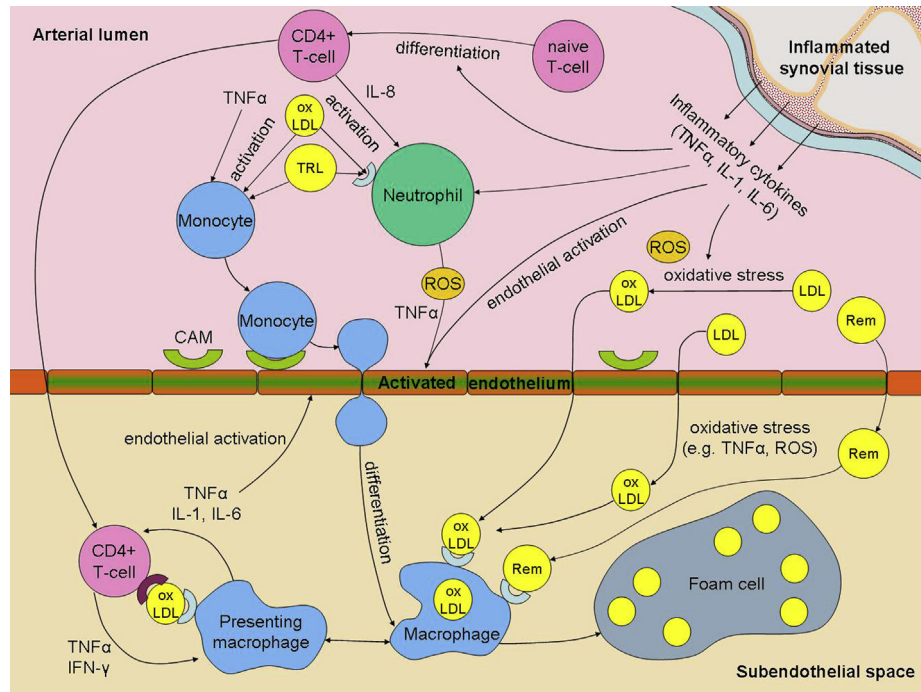 Arterial lumen
CD4+
T-cell
differentiation
naive
T-cell
Inflammated
synovial tissue
TNFα
activation
ox
LDL
activation
IL-8
TRL
Inflammatory cytokines
(TNFα, IL-1, IL-6)
Monocyte
Neutrophil
ROS
oxidative stress
endothelial activation
ROS
TNFα
ox
LDL
LDL
Rem
LDL
Monocyte
CAM
Activated endothelium
endothelial activation
oxidative stress
(e.g. TNFα, ROS)
Rem
TNFα
IL-1, IL-6
differentiation
ox
LDL
CD4+
T-cell
ox
LDL
ox
LDL
Rem
Foam cell
Presenting
macrophage
ox
LDL
Macrophage
TNFα
IFN-γ
Subendothelial space